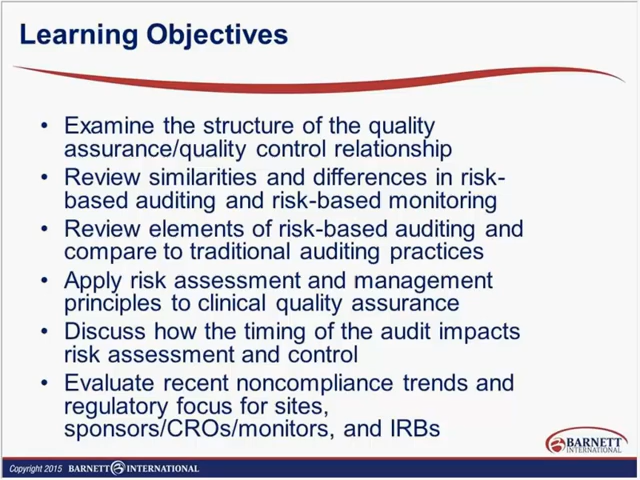 Learning Objectives
• Examine the structure of the quality
assurance/quality control relationship
• Review similarities and differences in risk-
based auditing and risk-based monitoring
• Review elements of risk-based auditing and
compare to traditional auditing practices
• Apply risk assessment and management
principles to clinical quality assurance
• Discuss how the timing of the audit impacts
risk assessment and control
• Evaluate recent noncompliance trends and
regulatory focus for sites,
sponsors/CROs/monitors, and IRBs
BARNETT
INTERNATIONAL
Copyright 2015 BARNETT INTERNATIONAL